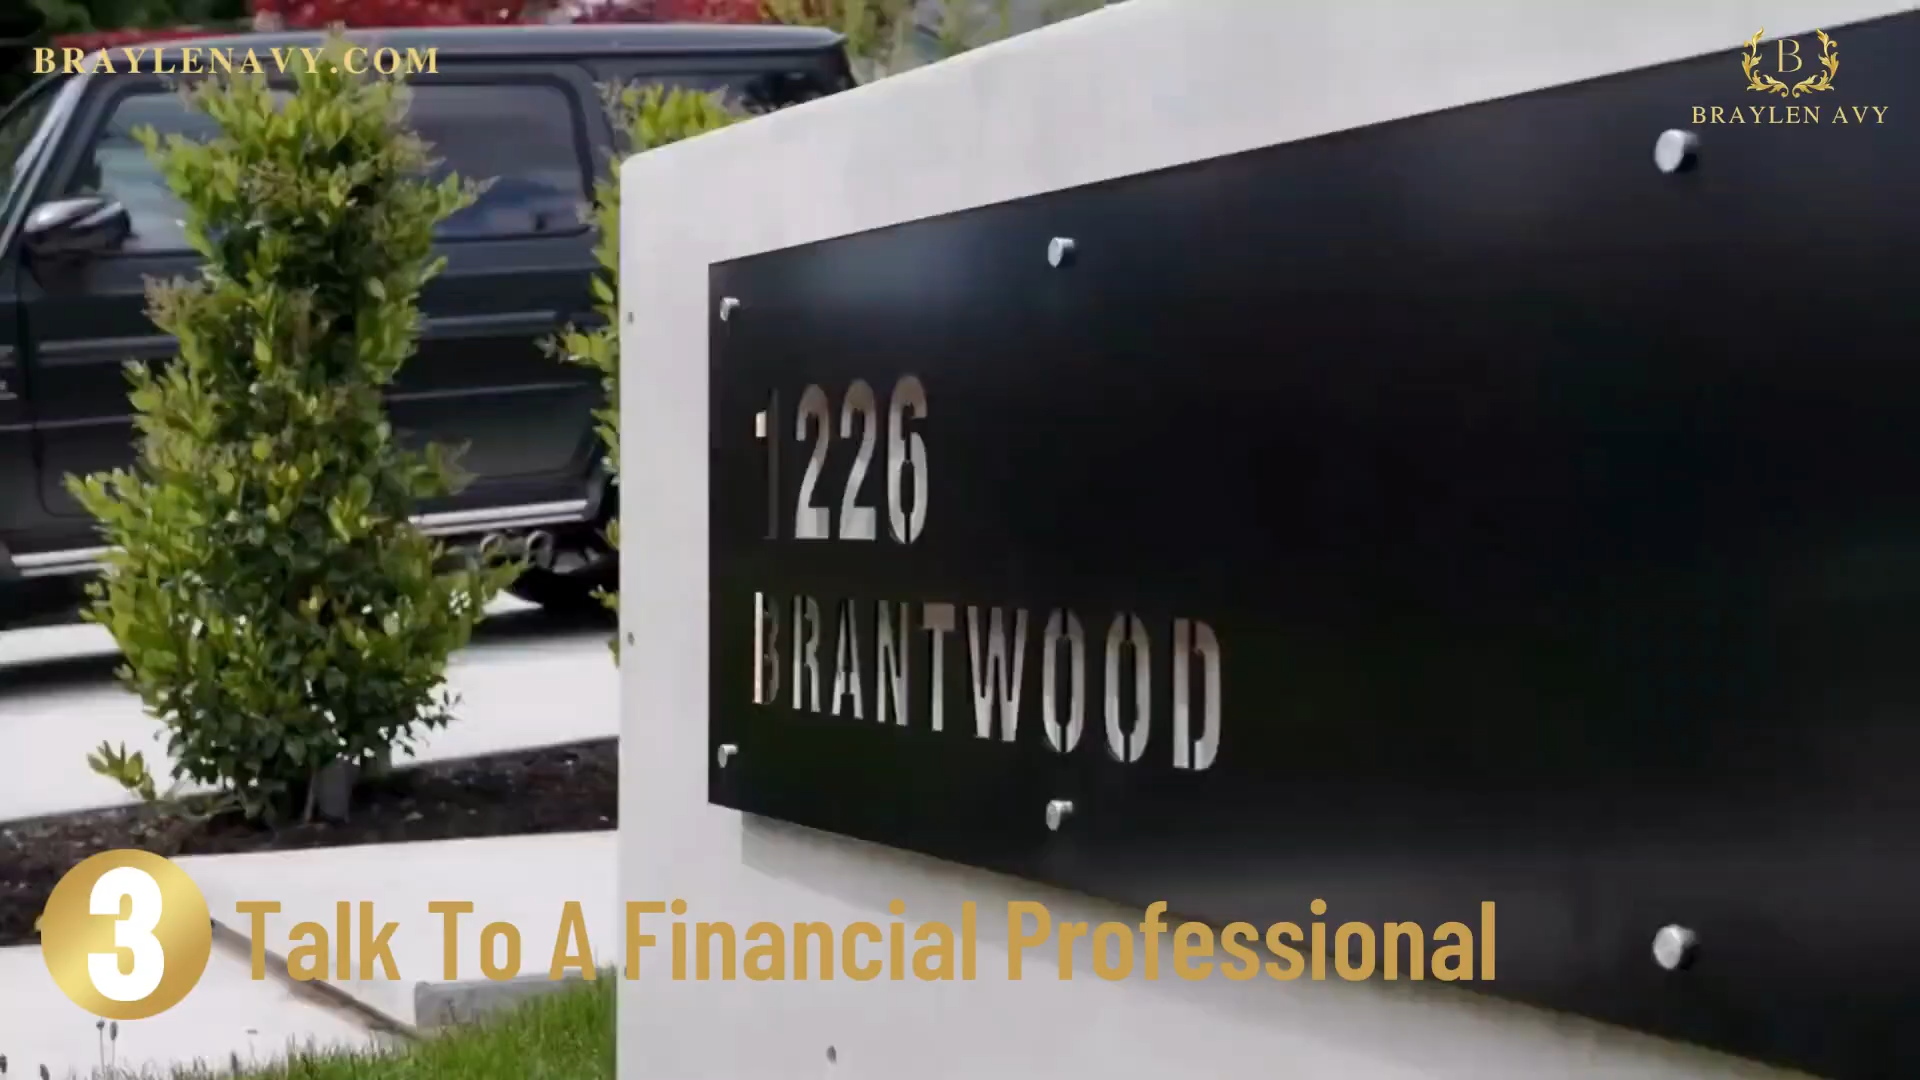 BRAYLENAVY.COM
B
BRAYLEN AVY
1226
BRANTWOOD
3 Talk To A Financial Professional